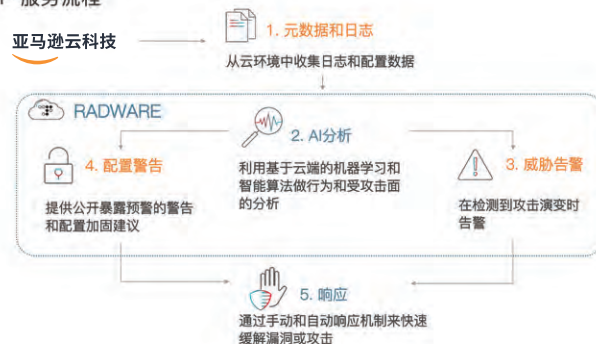 服务流程
亚马逊云科技
1. 元数据和日志
从云环境中收集日志和配置数据
RADWARE
2. AI分析
利用基于云端的机器学习和
智能算法做行为和受攻击面
的分析
4. 配置警告
提供公开暴露预警的警告
和配置加固建议
3. 威胁告警
在检测到攻击演变时
告警
5. 响应
通过手动和自动响应机制来快速
缓解漏洞或攻击